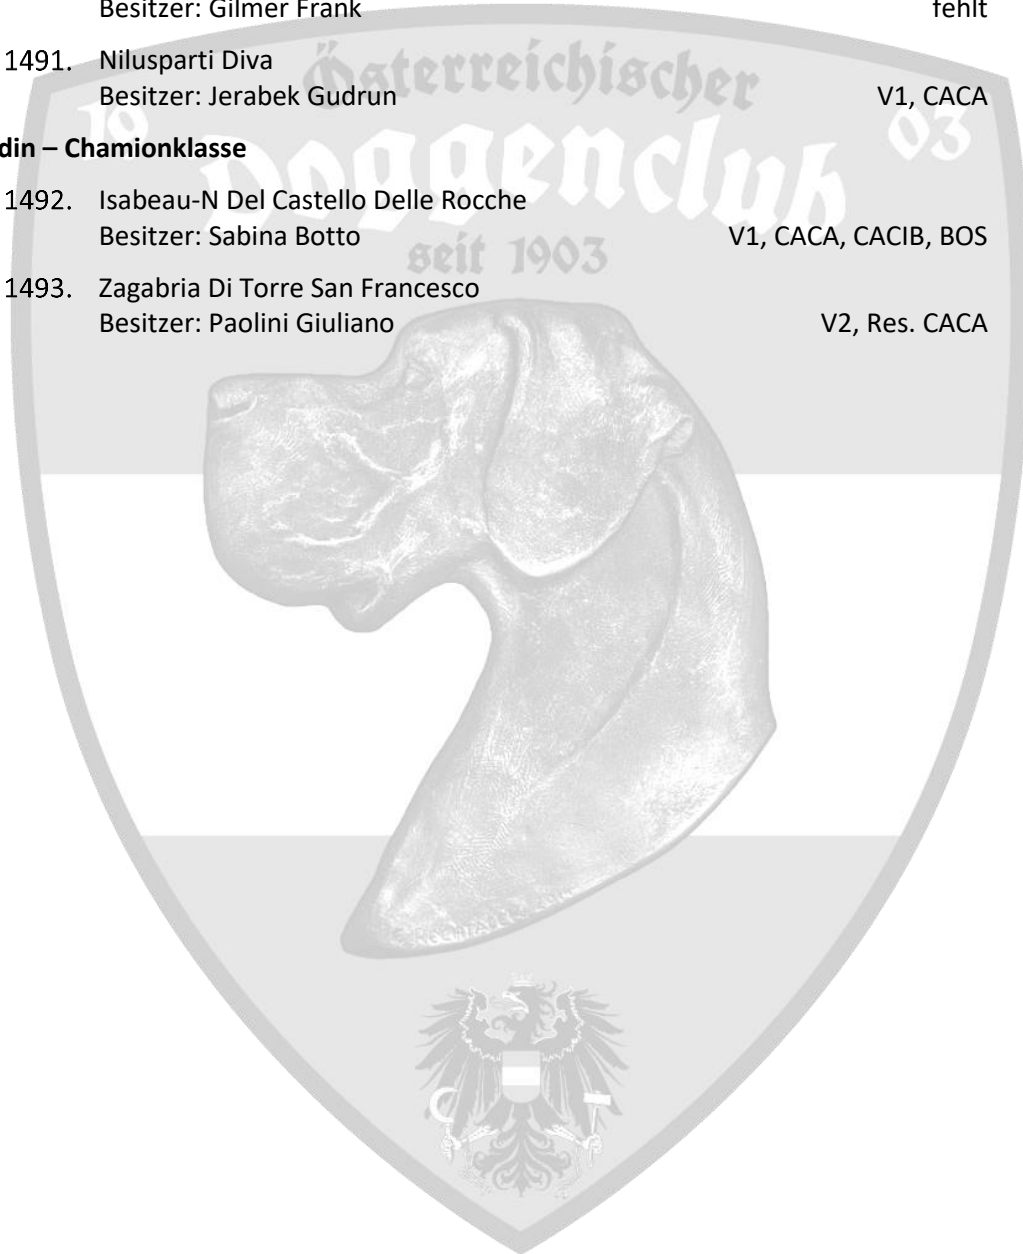 Besitzer: Gilmer Frank fehlt
1491. Nilusparti Diva
Österreichischer
Besitzer: Jerabek Gudrun V1, CACA
19 03
din – Chamionklasse
Doggenclub
1492. Isabeau-N Del Castello Delle Rocche
Besitzer: Sabina Botto V1, CACA, CACIB, BOS
seit 1903
1493. Zagabria Di Torre San Francesco
Besitzer: Paolini Giuliano V2, Res. CACA